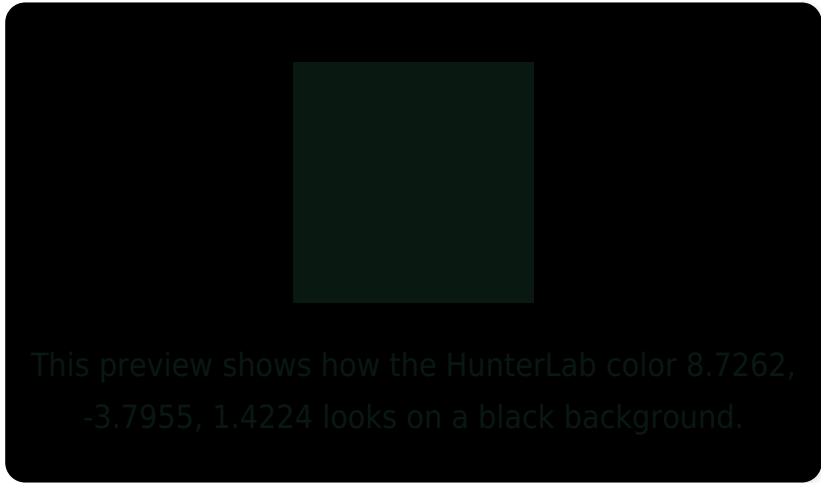 This preview shows how the HunterLab color 8.7262,
-3.7955, 1.4224 looks on a black background.